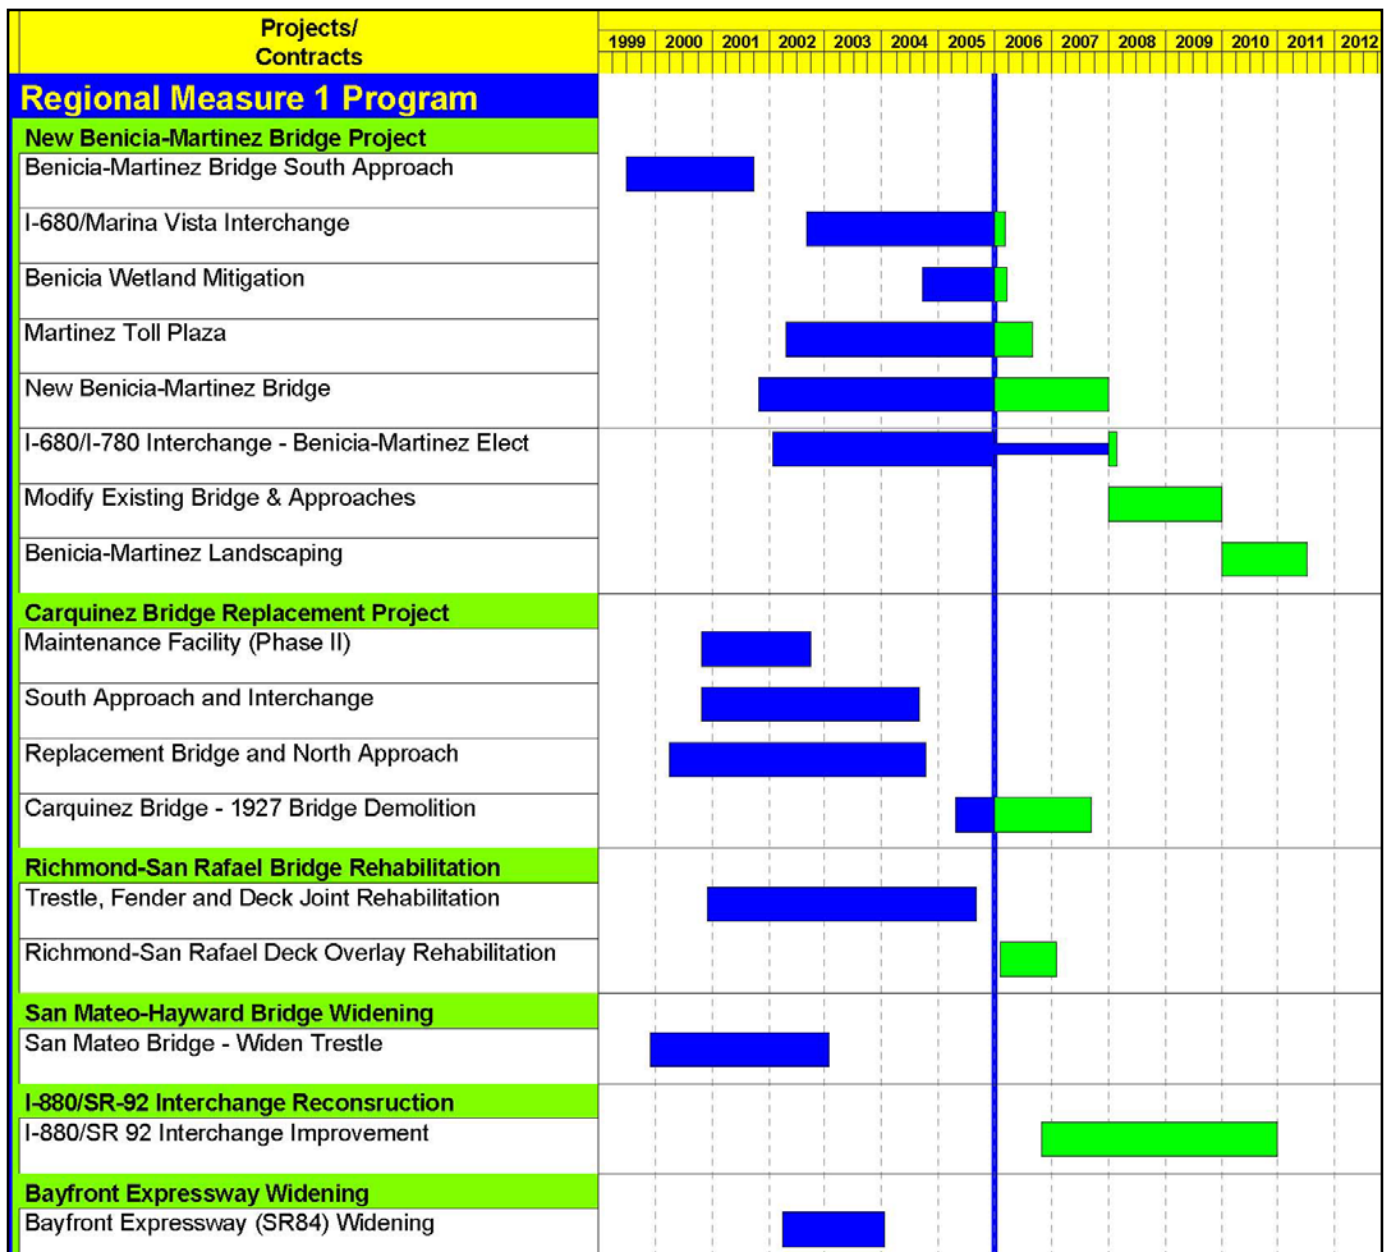 Projects/
Contracts
1999 2000 2001 2002 2003 2004 2005 2006 2007 2008 2009 2010 2011 2012
Regional Measure 1 Program
New Benicia-Martinez Bridge Project
Benicia-Martinez Bridge South Approach
I-680/Marina Vista Interchange
Benicia Wetland Mitigation
Martinez Toll Plaza
New Benicia-Martinez Bridge
I-680/I-780 Interchange - Benicia-Martinez Elect
Modify Existing Bridge & Approaches
Benicia-Martinez Landscaping
Carquinez Bridge Replacement Project
Maintenance Facility (Phase II)
South Approach and Interchange
Replacement Bridge and North Approach
Carquinez Bridge - 1927 Bridge Demolition
Richmond-San Rafael Bridge Rehabilitation
Trestle, Fender and Deck Joint Rehabilitation
Richmond-San Rafael Deck Overlay Rehabilitation
San Mateo-Hayward Bridge Widening
San Mateo Bridge - Widen Trestle
I-880/SR-92 Interchange Reconsruction
I-880/SR 92 Interchange Improvement
Bayfront Expressway Widening
Bayfront Expressway (SR84) Widening